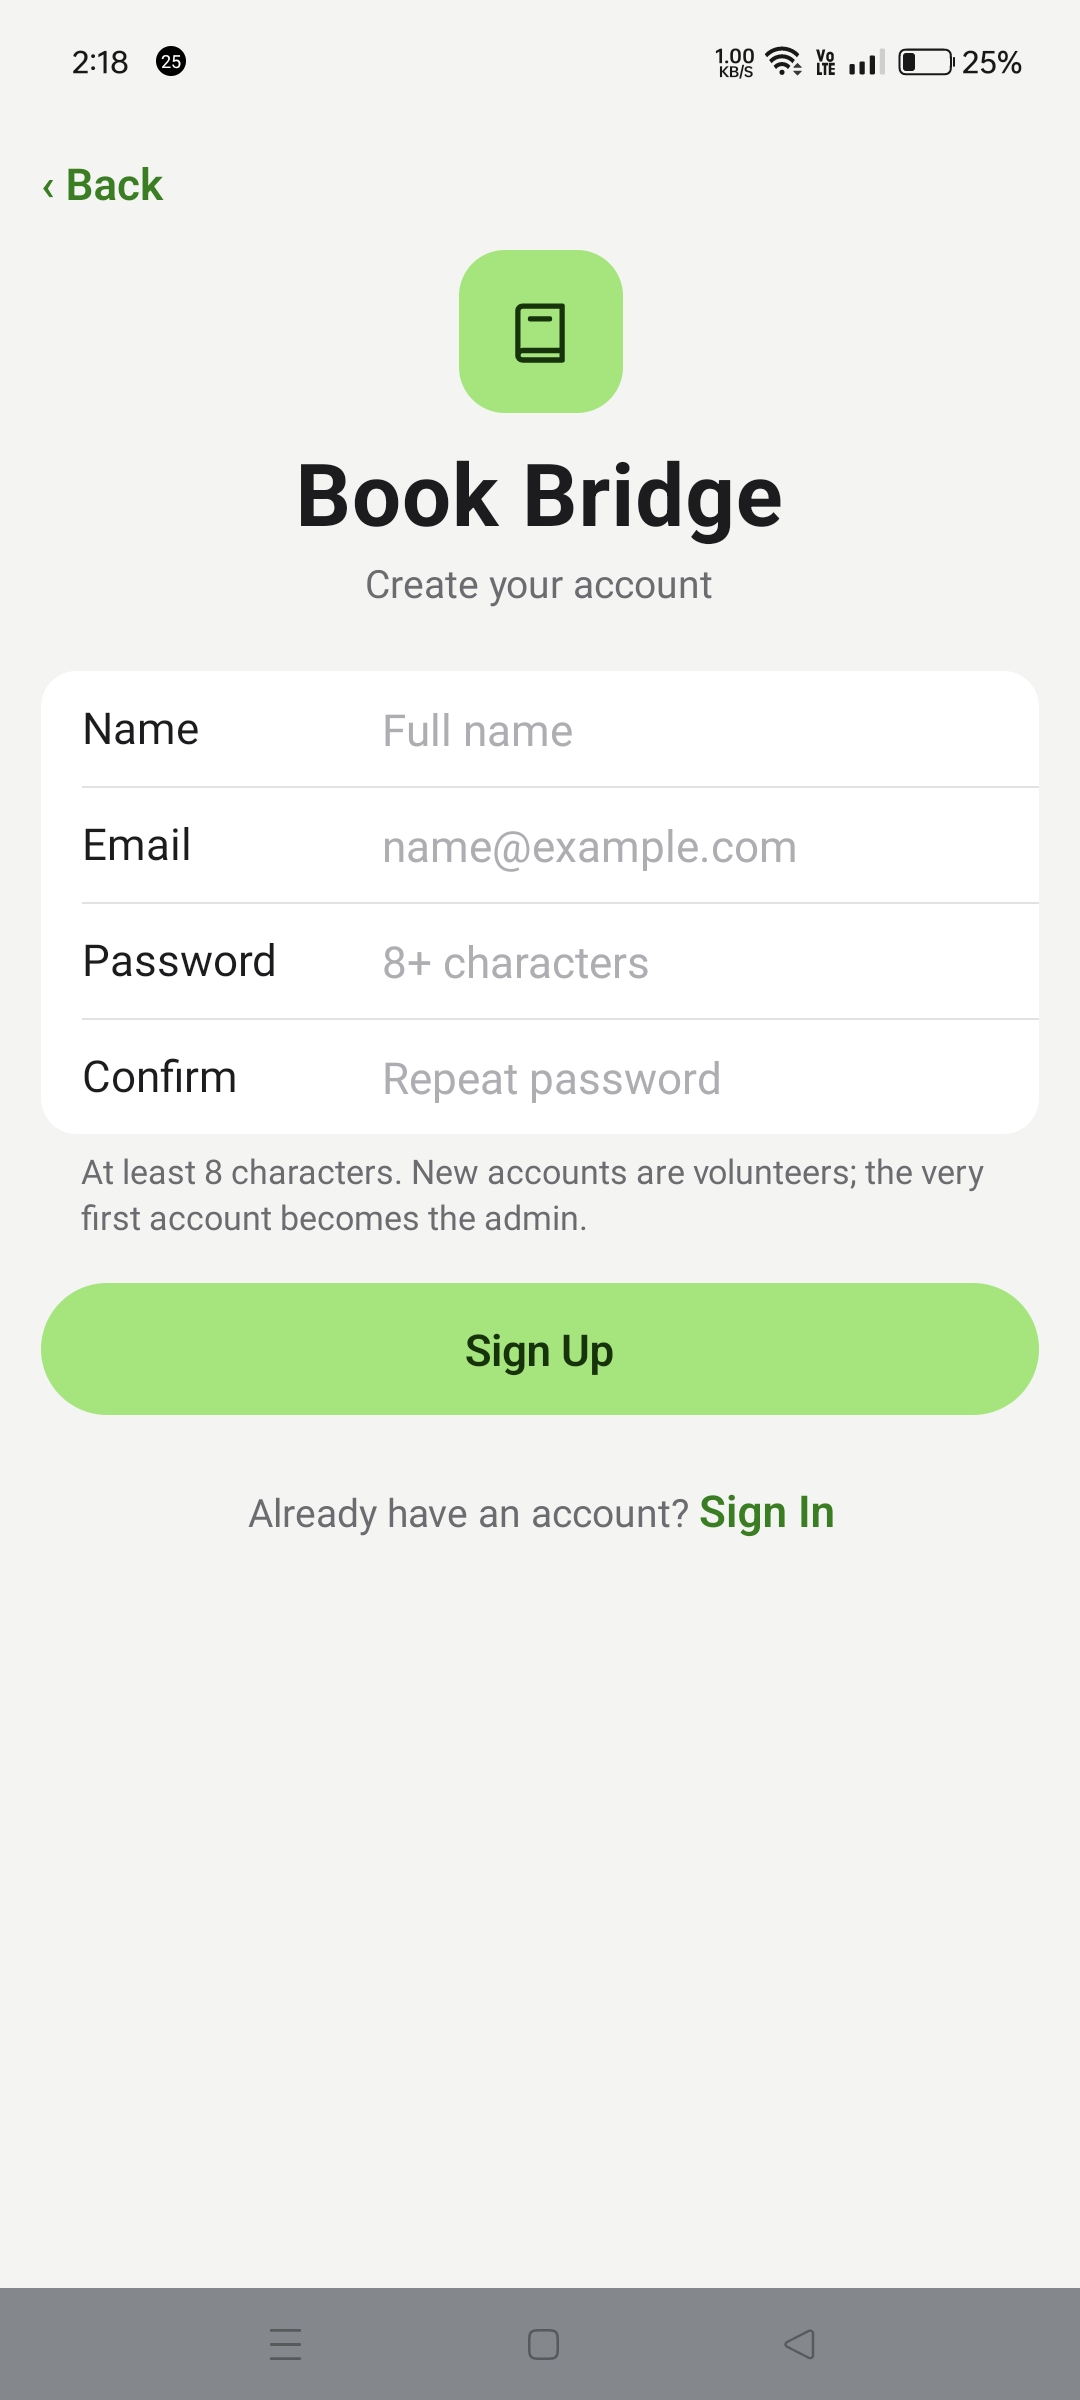 2:18 25 1.00 KB/S Vo LTE 25%
‹ Back
Book Bridge
Create your account
Name Full name
Email name@example.com
Password 8+ characters
Confirm Repeat password
At least 8 characters. New accounts are volunteers; the very
first account becomes the admin.
Sign Up
Already have an account? Sign In